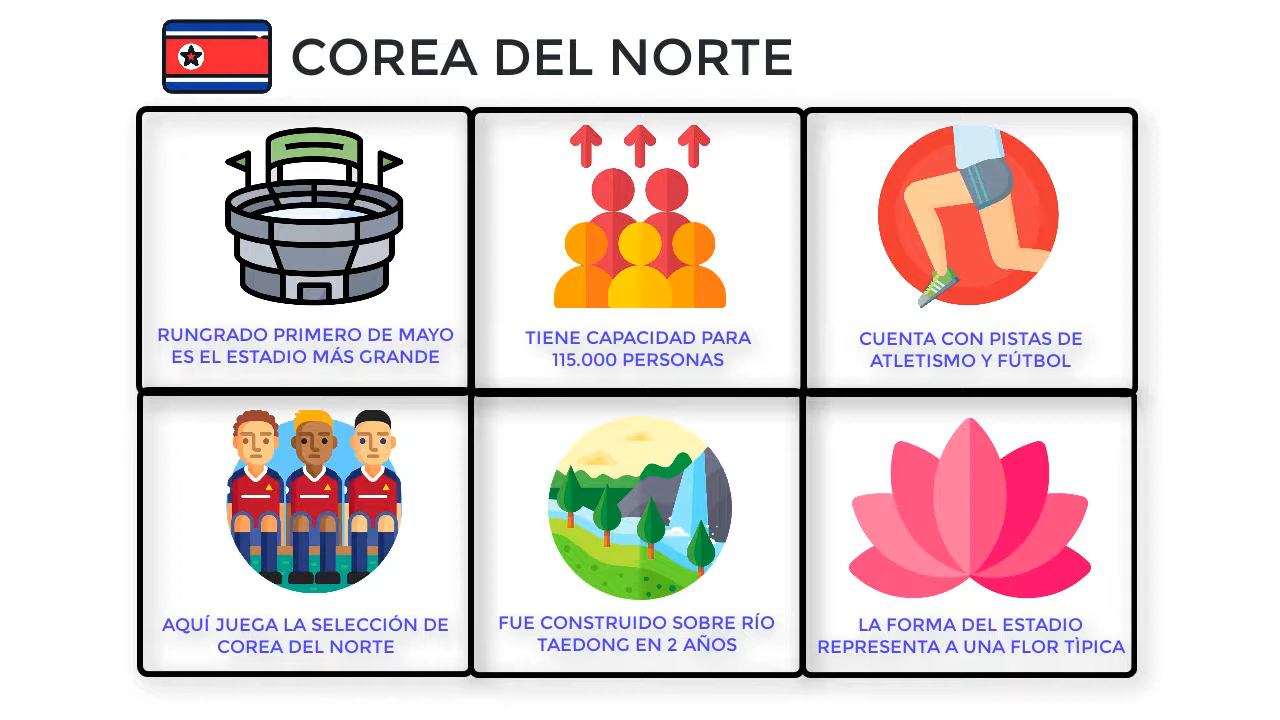 COREA DEL NORTE
RUNGRADO PRIMERO DE MAYO
ES EL ESTADIO MÁS GRANDE
TIENE CAPACIDAD PARA
115.000 PERSONAS
CUENTA CON PISTAS DE
ATLETISMO Y FÚTBOL
AQUÍ JUEGA LA SELECCIÓN DE
COREA DEL NORTE
FUE CONSTRUIDO SOBRE RÍO
TAEDONG EN 2 AÑOS
LA FORMA DEL ESTADIO
REPRESENTA A UNA FLOR TÌPICA